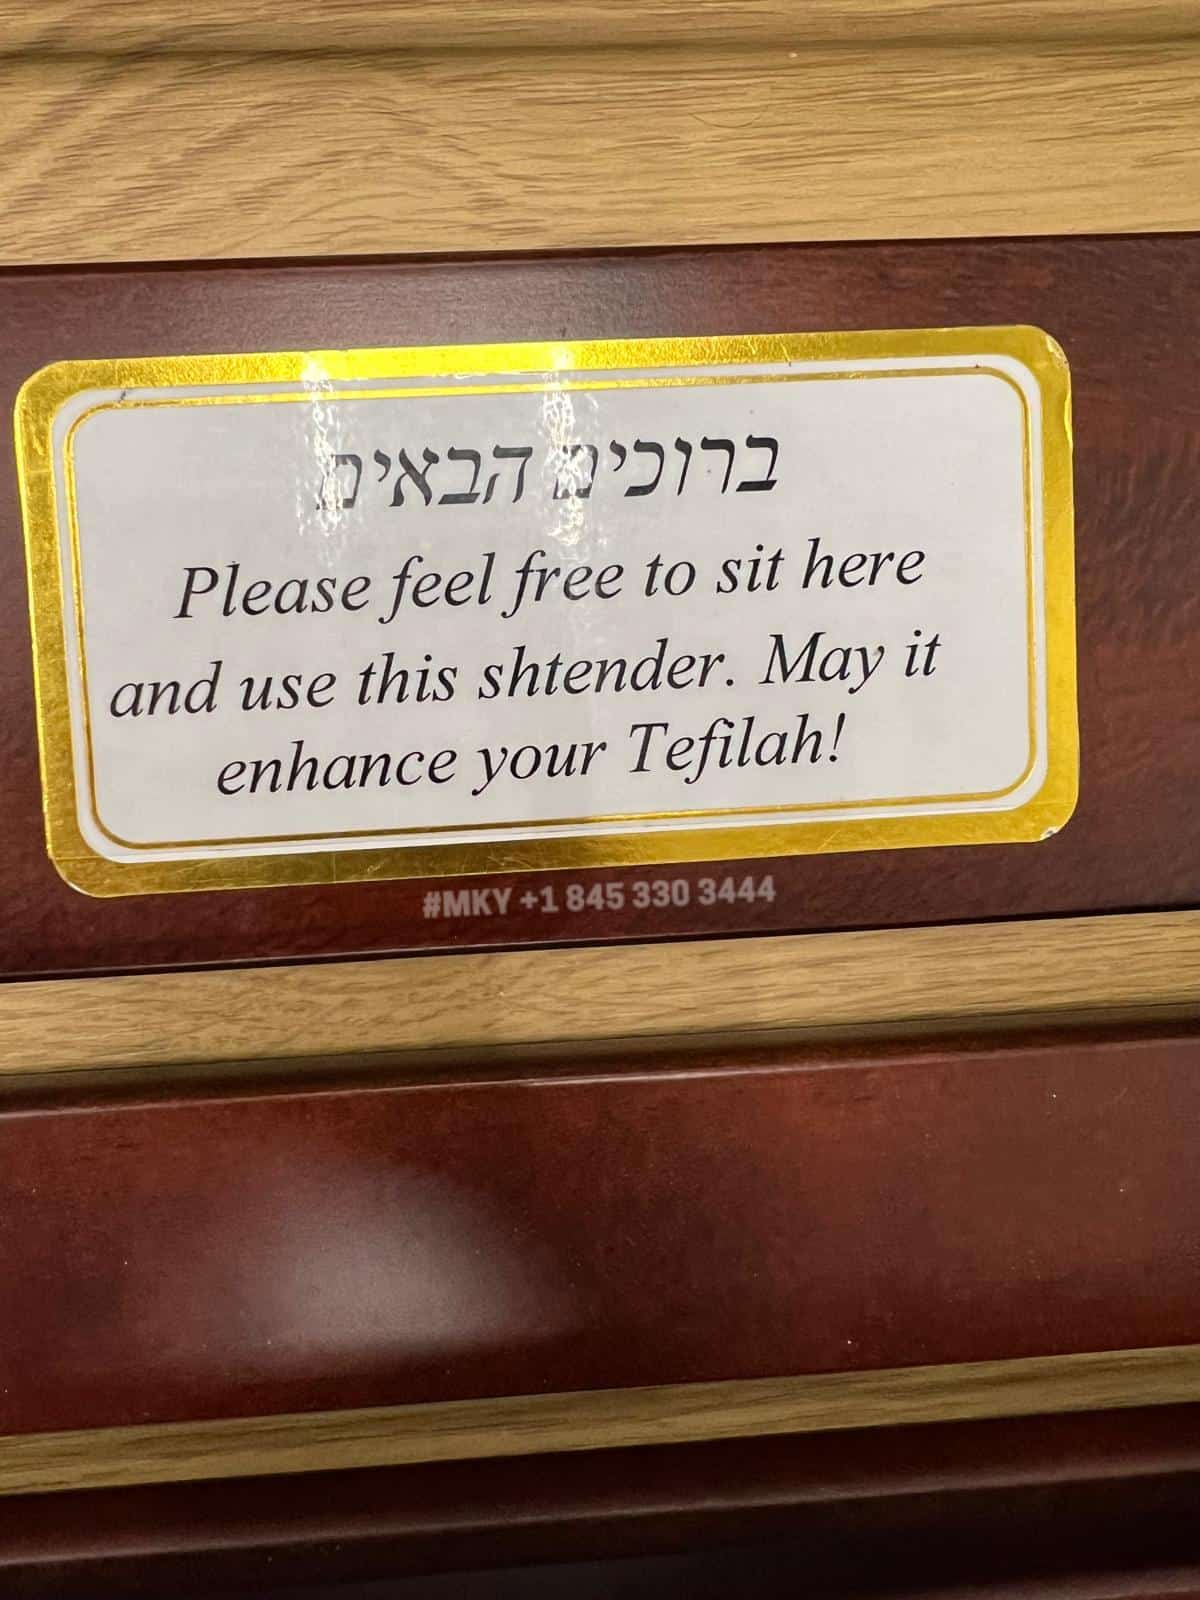 ברוכים הבאים
Please feel free to sit here
and use this shtender. May it
enhance your Tefilah!
#MKY +1 845 330 3444